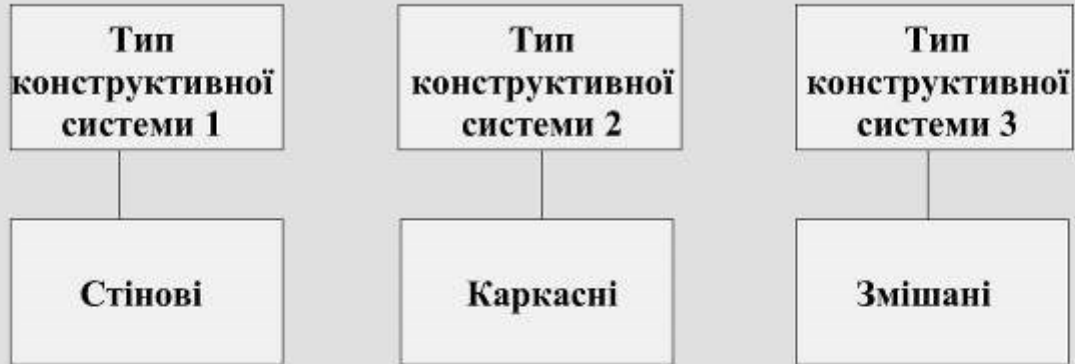 Тип
конструктивної
системи 1
Тип
конструктивної
системи 2
Тип
конструктивної
системи 3
Стінові
Каркасні
Змішані